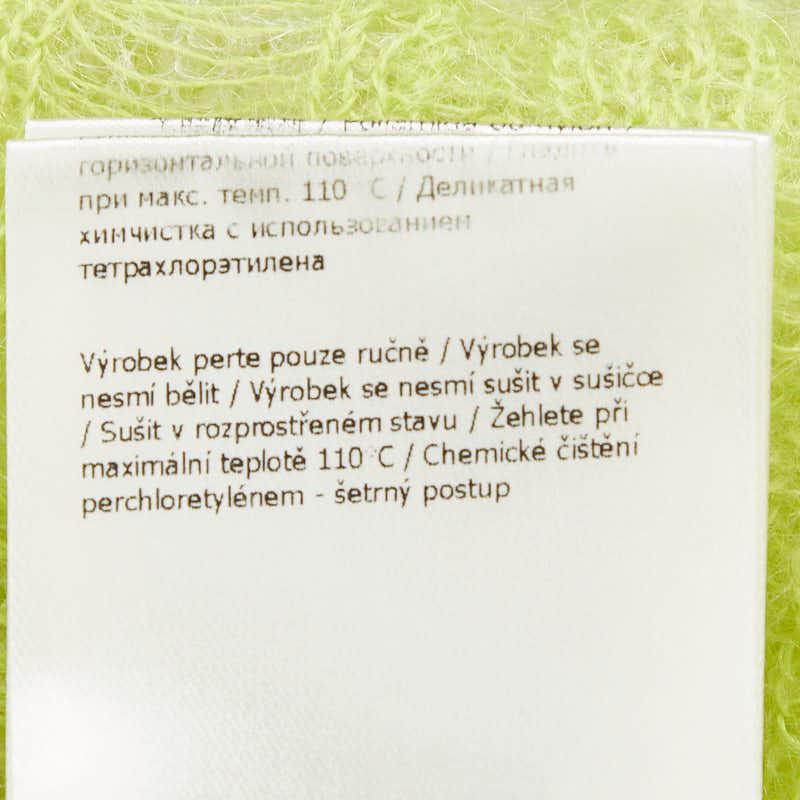 горизонтальной поверхности / Гладить
при макс. темп. 110 C / Деликатная
химчистка с использованием
тетрахлорэтилена
Výrobek perte pouze ručně / Výrobek se
nesmí bělit / Výrobek se nesmí sušit v sušičce
/ Sušit v rozprostřeném stavu / Žehlete při
maximální teplotě 110 C / Chemické čištění
perchloretylénem - šetrný postup